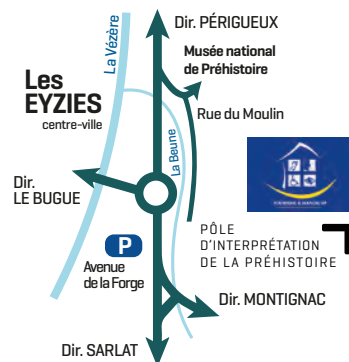 Dir. PÉRIGUEUX
La Vézère
Musée national
de Préhistoire
Les
EYZIES
centre-ville
Rue du Moulin
La Beune
Dir.
LE BUGUE
P
PÔLE
D'INTERPRÉTATION
DE LA PRÉHISTOIRE
Avenue
de la Forge
Dir. MONTIGNAC
Dir. SARLAT